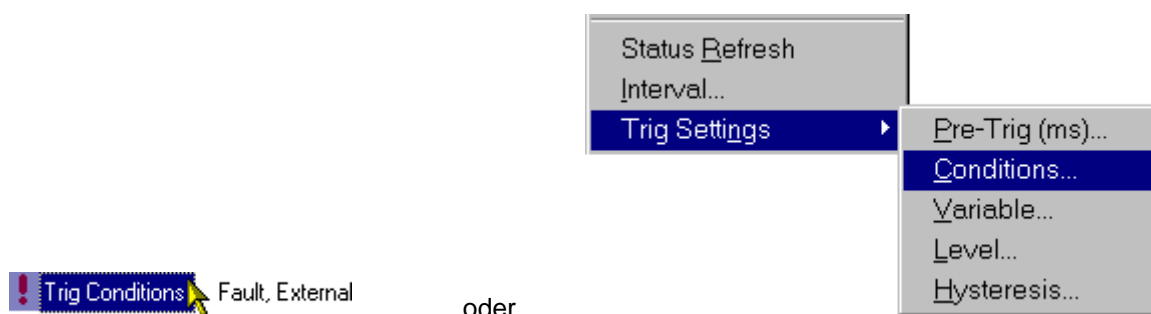 Status Refresh
Interval...
Trig Settings
Pre-Trig (ms)...
Conditions...
Variable...
Level...
Hysteresis...
Trig Conditions Fault, External
oder